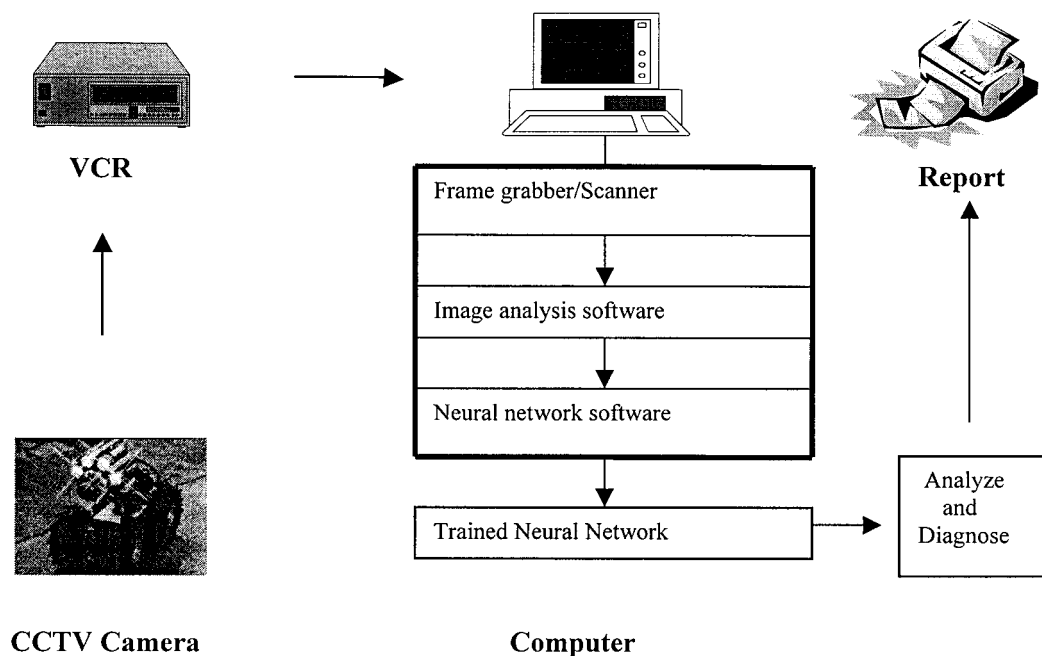 VCR
Report
Frame grabber/Scanner
Image analysis software
Neural network software
Trained Neural Network
Analyze
and
Diagnose
CCTV Camera
Computer